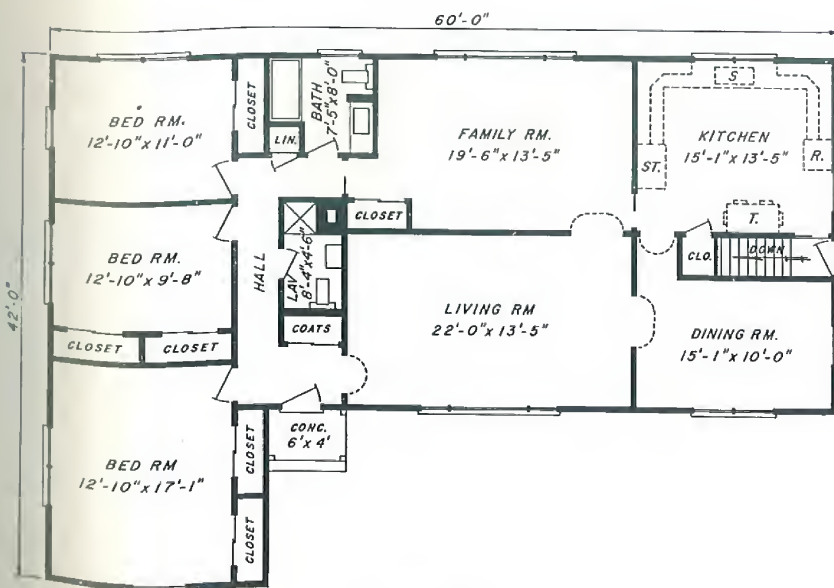 60'-0"
42'-0"
BED RM.
12'-10" x 11'-0"
CLOSET
BATH
7'-5" x 8'-0"
LIN.
FAMILY RM.
19'-6" x 13'-5"
S.
KITCHEN
15'-1" x 13'-5"
R.
ST.
T.
CLOSET
BED RM.
12'-10" x 9'-8"
HALL
LAV
8'-4" x 4'-6"
CLO.
DOWN
LIVING RM
22'-0" x 13'-5"
COATS
DINING RM.
15'-1" x 10'-0"
CLOSET
CLOSET
CONC.
6' x 4'
BED RM
12'-10" x 17'-1"
CLOSET
CLOSET